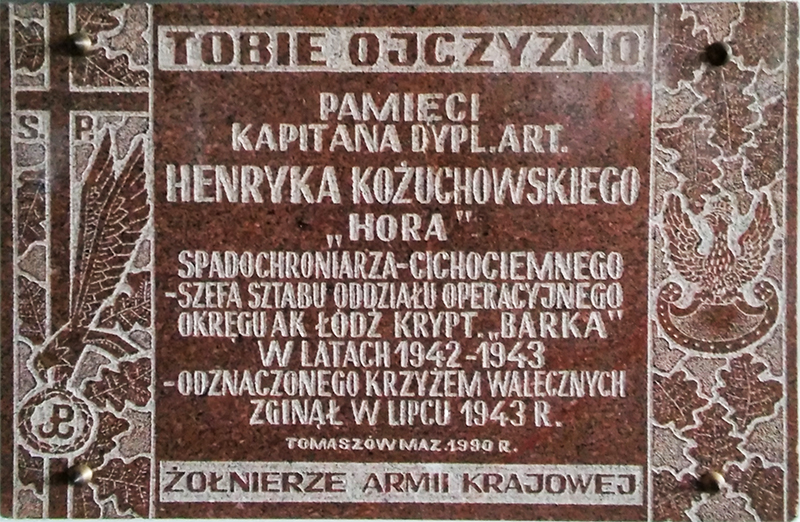 TOBIE OJCZYZNO
S. P.
PAMIĘCI
KAPITANA DYPL. ART.
HENRYKA KOŻUCHOWSKIEGO
„HORA"
SPADOCHRONIARZA-CICHOCIEMNEGO
-SZEFA SZTABU ODDZIAŁU OPERACYJNEGO
OKRĘGU AK ŁÓDŹ KRYPT. „BARKA"
W LATACH 1942-1943
-ODZNACZONEGO KRZYŻEM WALECZNYCH
ZGINĄŁ W LIPCU 1943 R.
TOMASZÓW MAZ. 1990 R.
ŻOŁNIERZE ARMII KRAJOWEJ